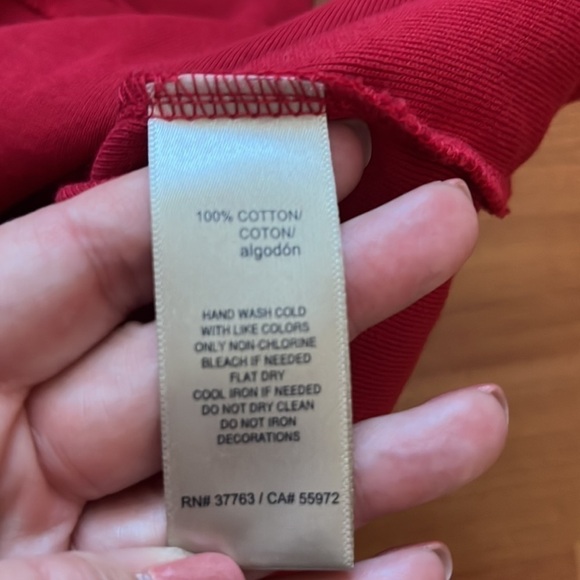 100% COTTON/
COTON/
algodón
HAND WASH COLD
WITH LIKE COLORS
ONLY NON-CHLORINE
BLEACH IF NEEDED
FLAT DRY
COOL IRON IF NEEDED
DO NOT DRY CLEAN
DO NOT IRON
DECORATIONS
RN# 37763 / CA# 55972